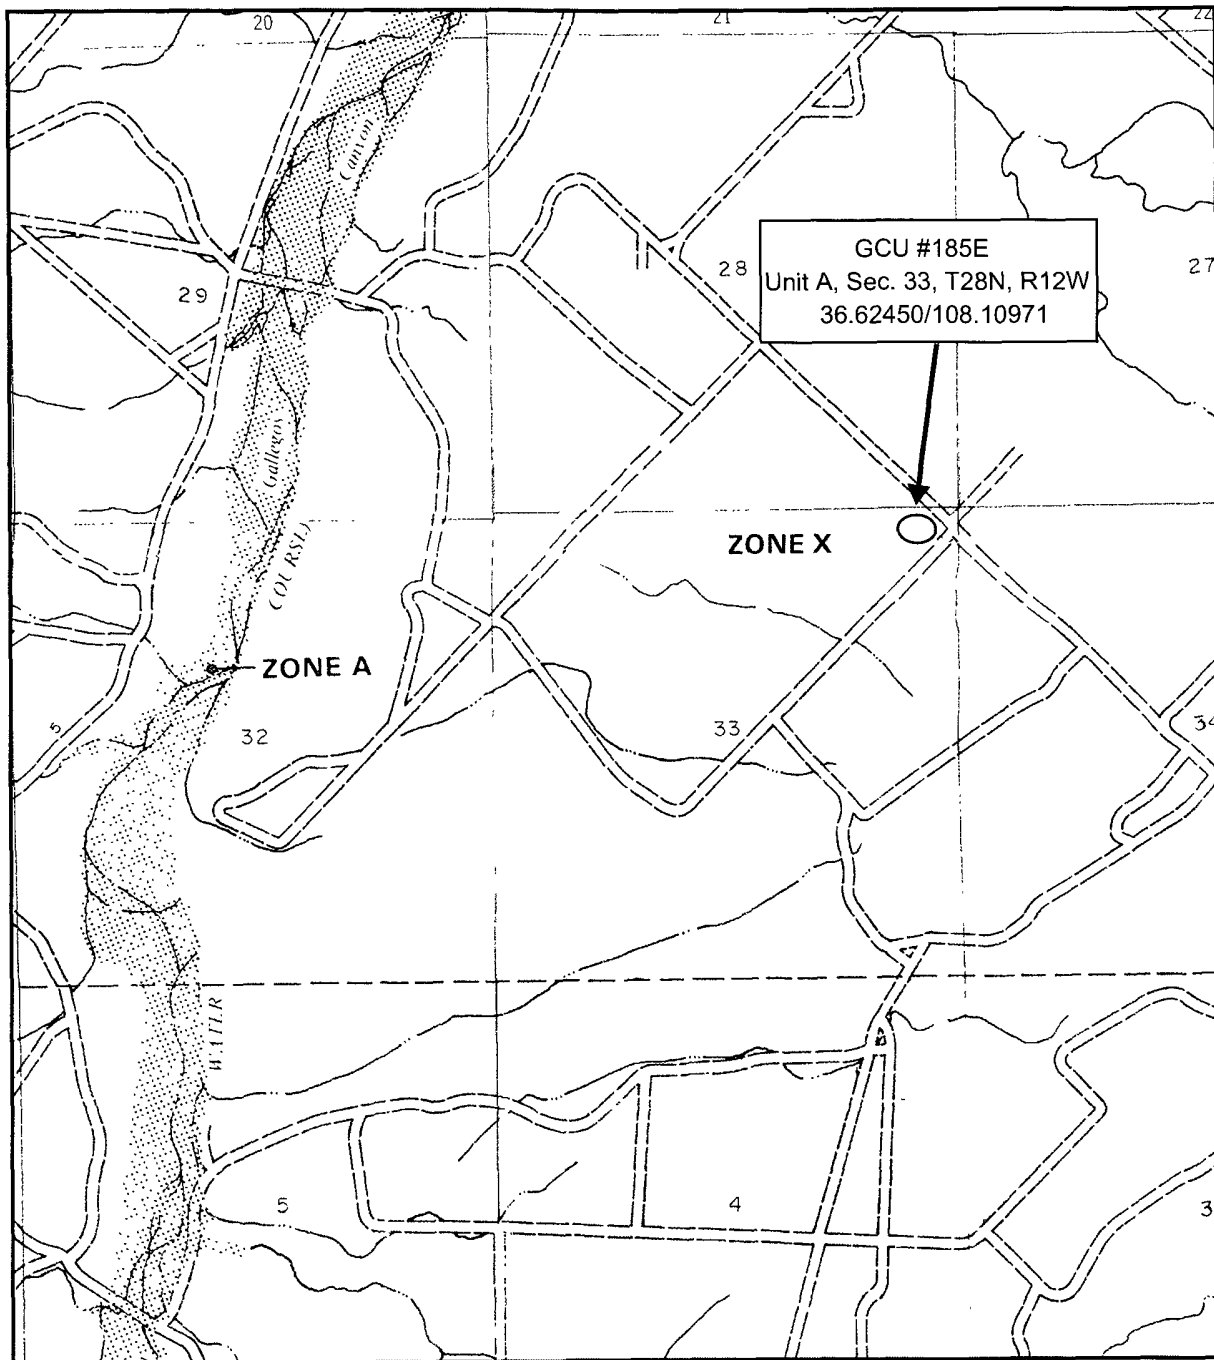 20
21
22
Canyon
GCU #185E
Unit A, Sec. 33, T28N, R12W
36.62450/108.10971
28
27
29
Gallegos
ZONE X
COURSE)
ZONE A
5
32
33
34
WATER
5
4
3